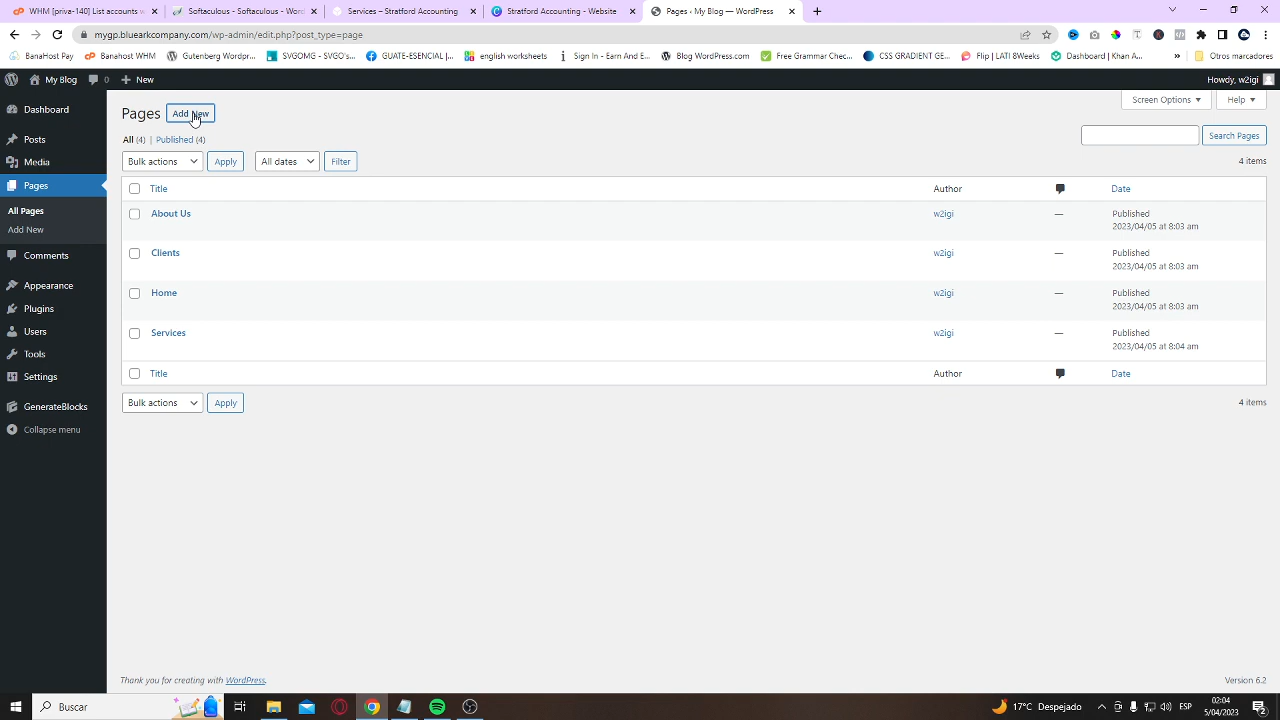 WHM [priva-140] List accounts w
Softaculous - Softaculous - Word
Services – Stratford Accounting
Stratford Accounting - Website
Pages ‹ My Blog — WordPress
mygp.bluearkcompany.com/wp-admin/edit.php?post_type=page
BanaHost Pay
Banahost WHM
Gutenberg Wordpr...
SVGOMG - SVGO's...
GUATE-ESENCIAL |...
english worksheets
Sign In - Earn And E...
Blog WordPress.com
Free Grammar Chec...
CSS GRADIENT GE...
Flip | LATI 8Weeks
Dashboard | Khan A...
»
Otros marcadores
My Blog
0
New
Howdy, w2igi
Dashboard
Posts
Media
Pages
All Pages
Add New
Comments
Appearance
Plugins
Users
Tools
Settings
GenerateBlocks
Collapse menu
Pages
Add New
Screen Options
Help
All (4) | Published (4)
Search Pages
Bulk actions
Apply
All dates
Filter
4 items
Title
Author
Date
About Us
w2igi
—
Published
2023/04/05 at 8:03 am
Clients
w2igi
—
Published
2023/04/05 at 8:03 am
Home
w2igi
—
Published
2023/04/05 at 8:03 am
Services
w2igi
—
Published
2023/04/05 at 8:04 am
Title
Author
Date
Bulk actions
Apply
4 items
Thank you for creating with WordPress.
Version 6.2
Buscar
17°C Despejado
ESP
02:04
5/04/2023
2